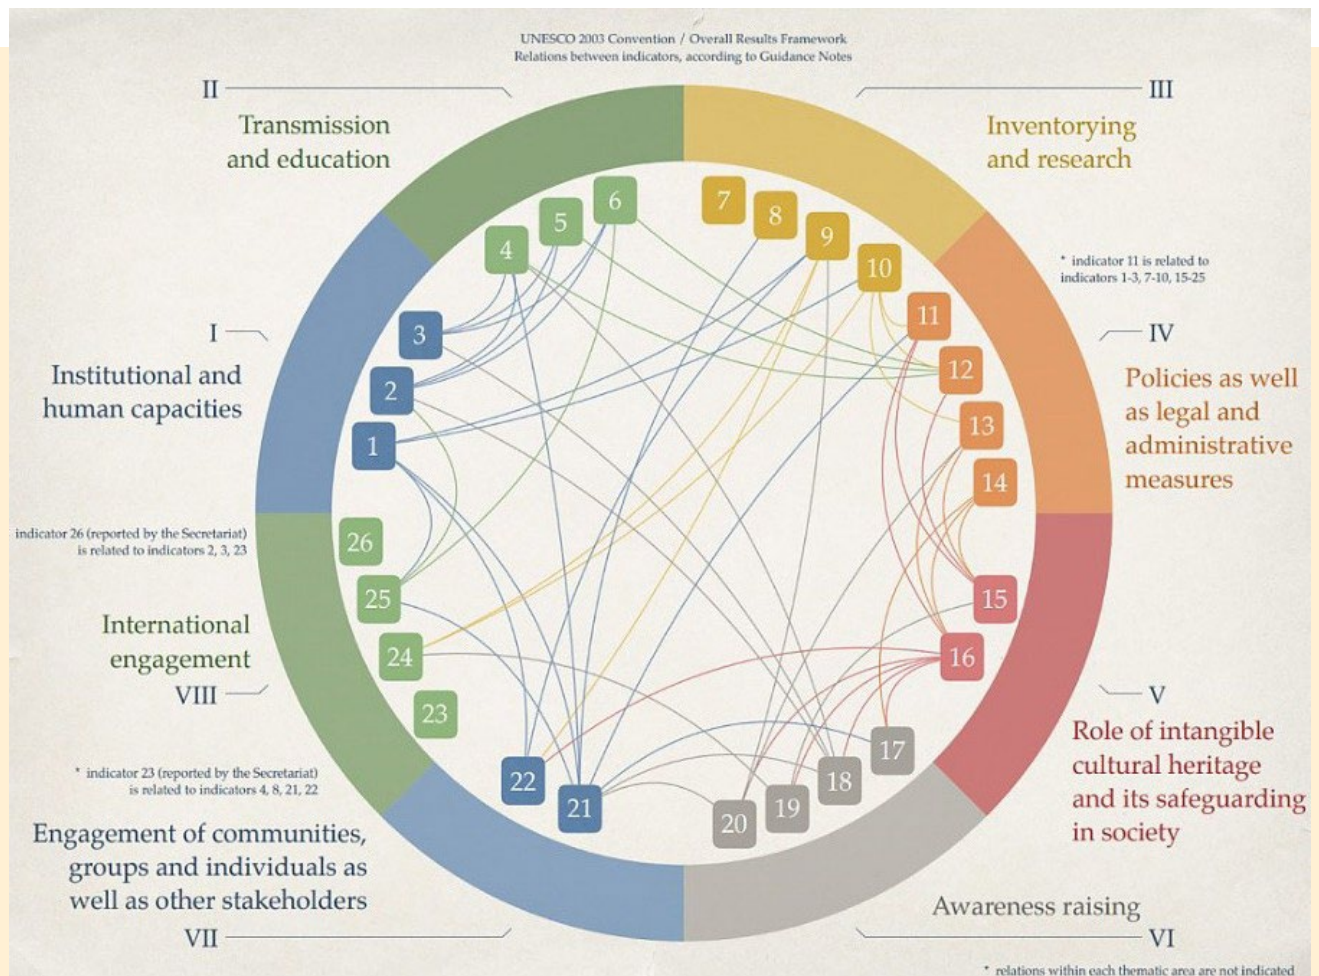 UNESCO 2003 Convention / Overall Results Framework
Relations between indicators, according to Guidance Notes
II
Transmission
and education
III
Inventorying
and research
* indicator 11 is related to
indicators 1-3, 7-10, 15-25
I
Institutional and
human capacities
IV
Policies as well
as legal and
administrative
measures
6
5
4
3
2
1
7
8
9
10
11
12
13
14
15
16
17
18
19
20
21
22
23
24
25
26
indicator 26 (reported by the Secretariat)
is related to indicators 2, 3, 23
International
engagement
VIII
V
Role of intangible
cultural heritage
and its safeguarding
in society
* indicator 23 (reported by the Secretariat)
is related to indicators 4, 8, 21, 22
Engagement of communities,
groups and individuals as
well as other stakeholders
VII
Awareness raising
VI
* relations within each thematic area are not indicated